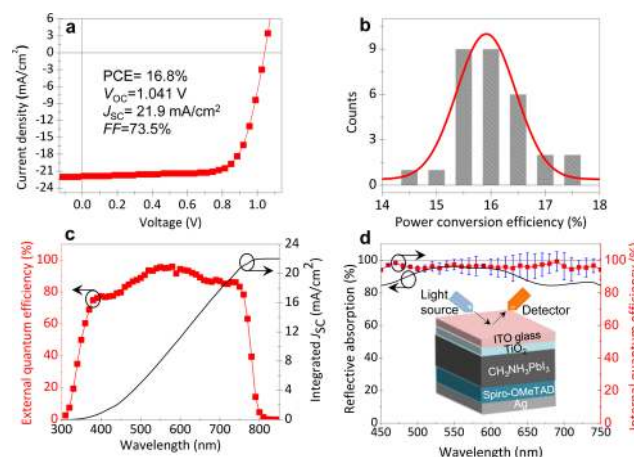 a
PCE= 16.8%
VOC=1.041 V
JSC= 21.9 mA/cm2
FF=73.5%
Current density (mA/cm2)
6
3
0
-3
-6
-9
-12
-15
-18
-21
-24
0.0 0.2 0.4 0.6 0.8 1.0
Voltage (V)
b
Counts
9
6
3
0
14 15 16 17 18
Power conversion efficiency (%)
c
External quantum efficiency (%)
100
80
60
40
20
0
300 400 500 600 700 800
Wavelength (nm)
24
20
16
12
8
4
0
Integrated JSC (mA/cm2)
d
Reflective absorption (%)
100
80
60
40
20
0
Light
source
Detector
ITO glass
TiO2
CH3NH3PbI3
Spiro-OMeTAD
Ag
450 500 550 600 650 700 750
Wavelength (nm)
100
80
60
40
20
0
Internal quantum efficiency (%)